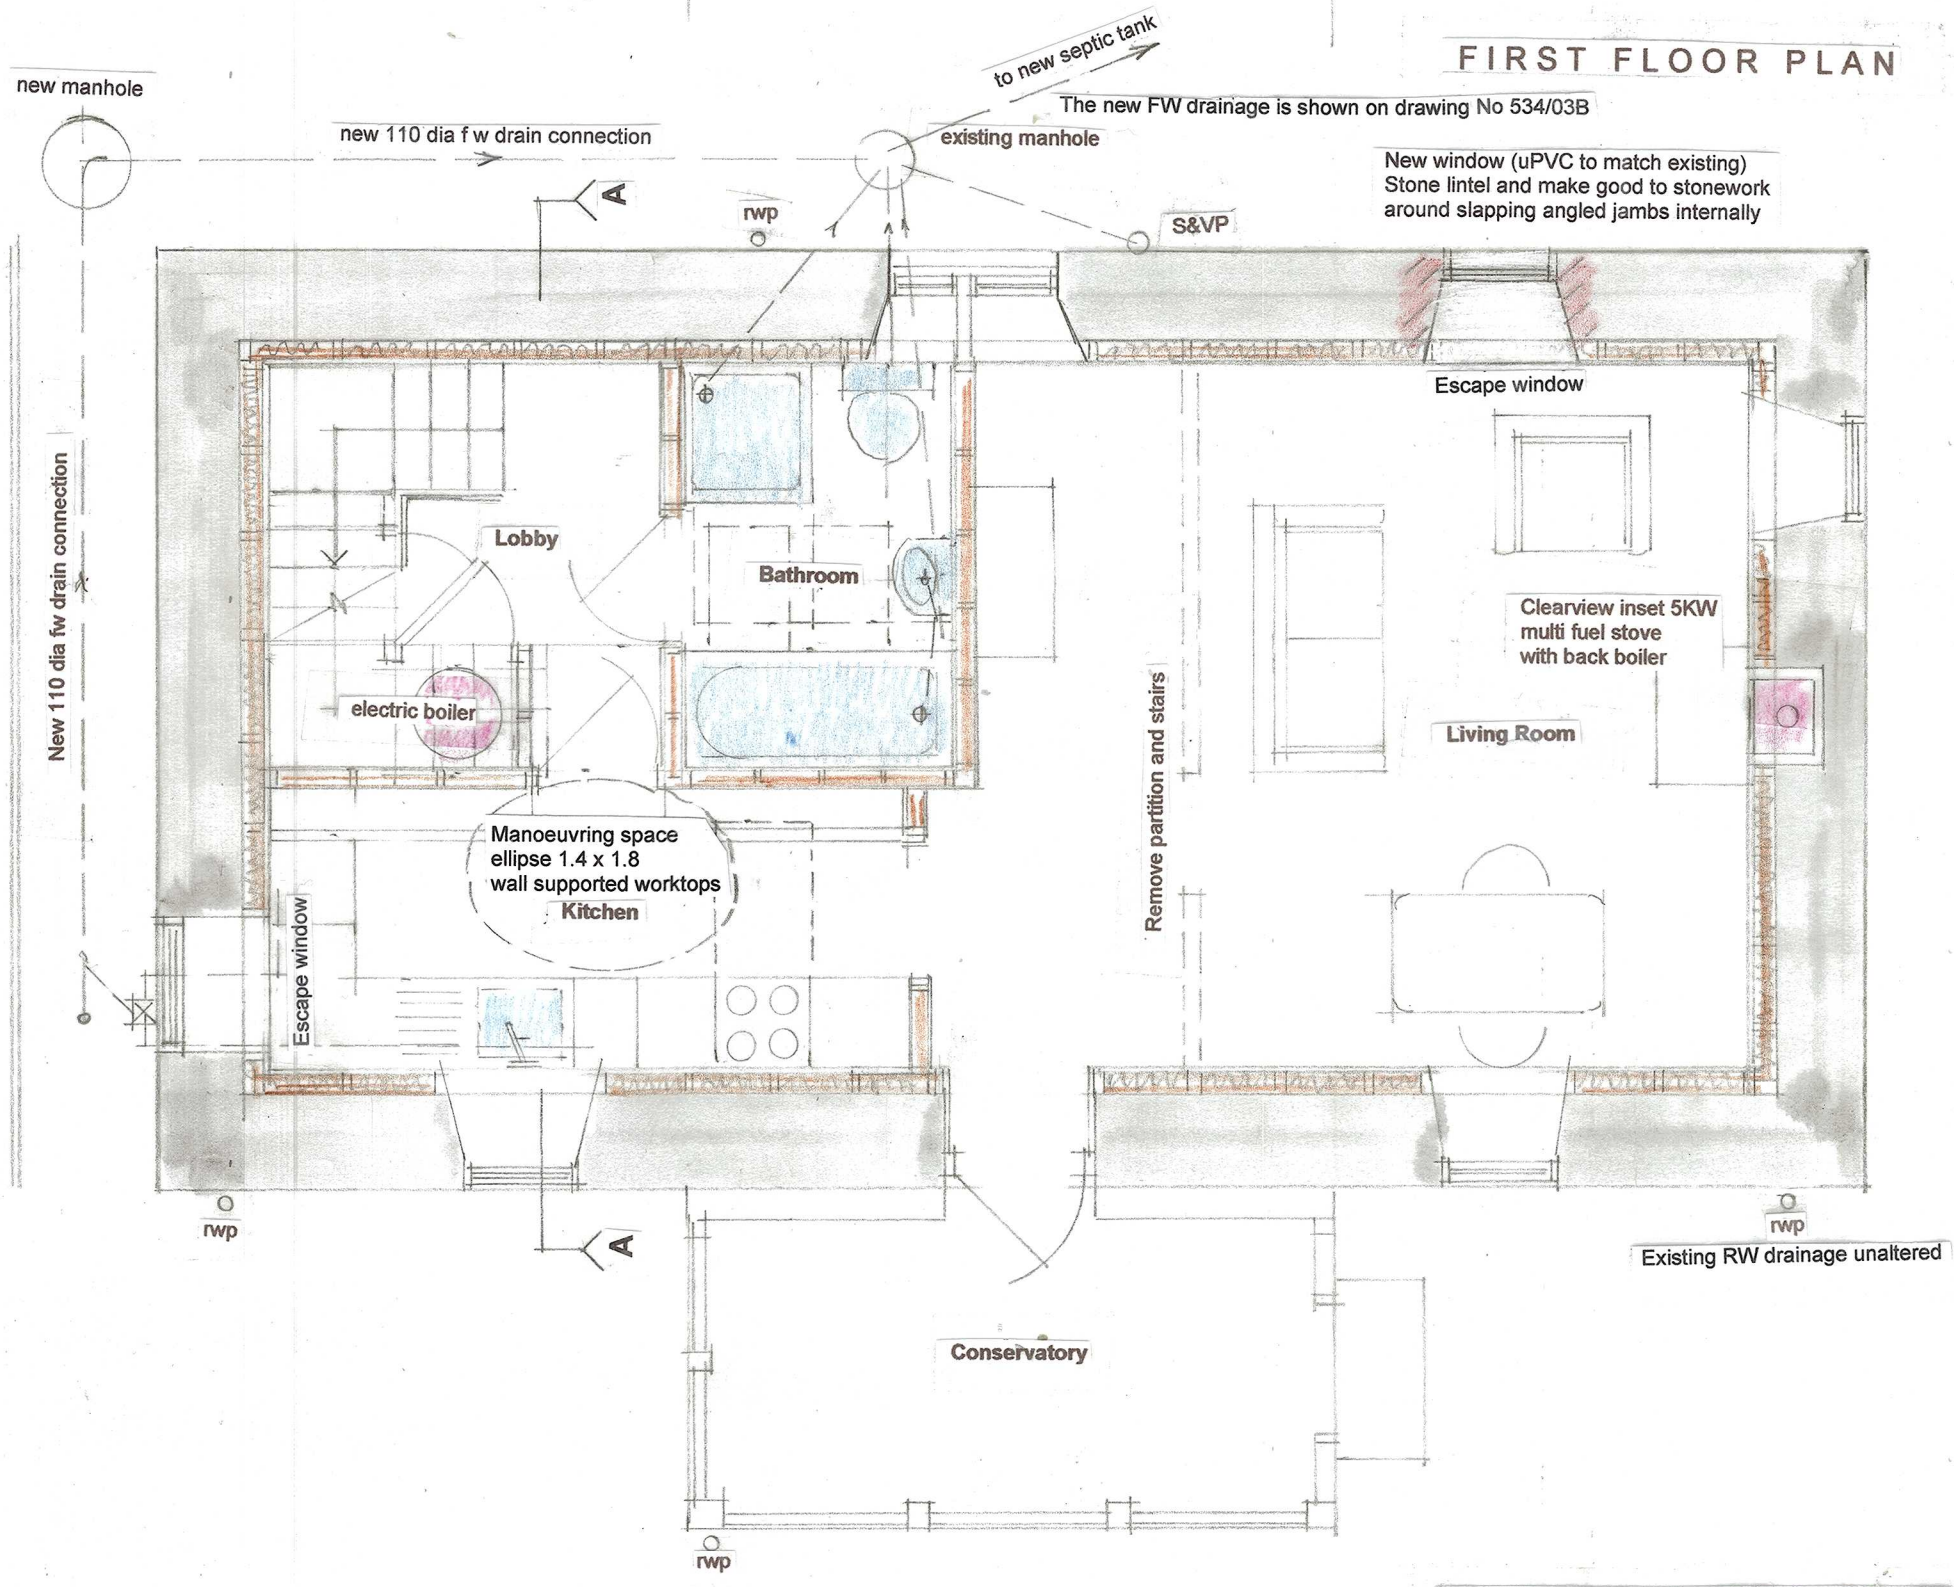 FIRST FLOOR PLAN
to new septic tank
new manhole
The new FW drainage is shown on drawing No 534/03B
new 110 dia f w drain connection
existing manhole
New window (uPVC to match existing)
Stone lintel and make good to stonework
around slapping angled jambs internally
A
rwp
S&VP
Escape window
New 110 dia fw drain connection
Lobby
Bathroom
Clearview inset 5KW
multi fuel stove
with back boiler
electric boiler
Living Room
Remove partition and stairs
Manoeuvring space
ellipse 1.4 x 1.8
wall supported worktops
Kitchen
Escape window
rwp
A
rwp
Existing RW drainage unaltered
Conservatory
rwp